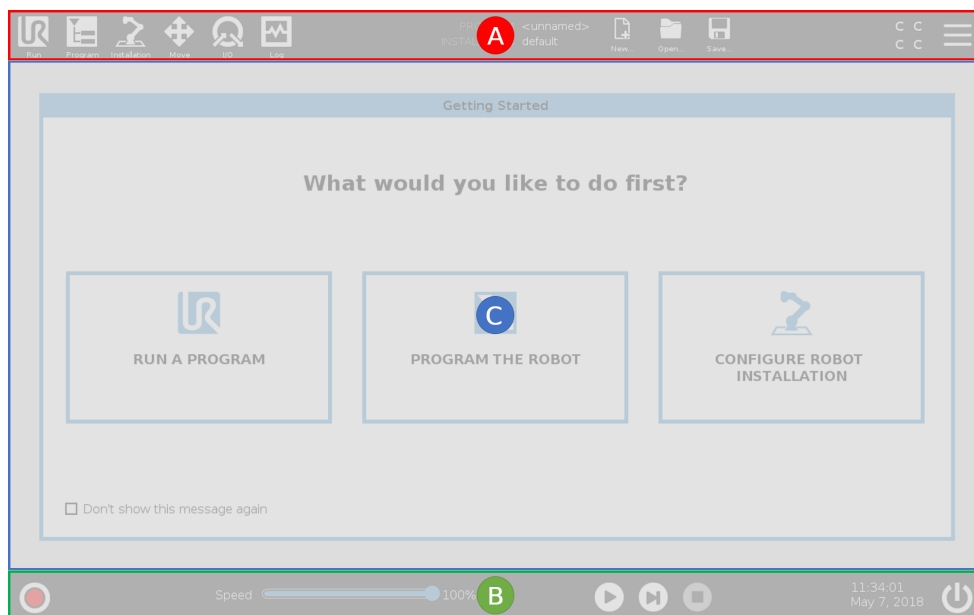 PR <unnamed>
INSTAL default
A
C C
C C
Run Program Installation Move I/O Log New... Open... Save...
Getting Started
What would you like to do first?
C
RUN A PROGRAM
PROGRAM THE ROBOT
CONFIGURE ROBOT
INSTALLATION
Don't show this message again
Speed 100% B
11:34:01
May 7, 2018